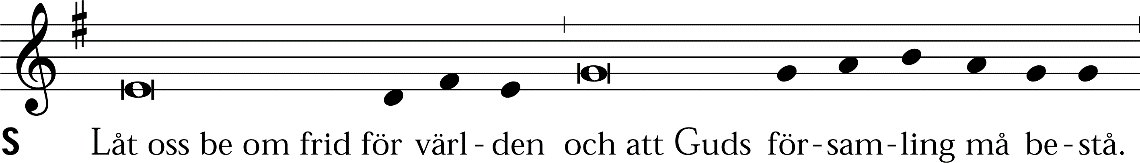 S Låt oss be om frid för värl-den och att Guds för-sam-ling må be-stå.